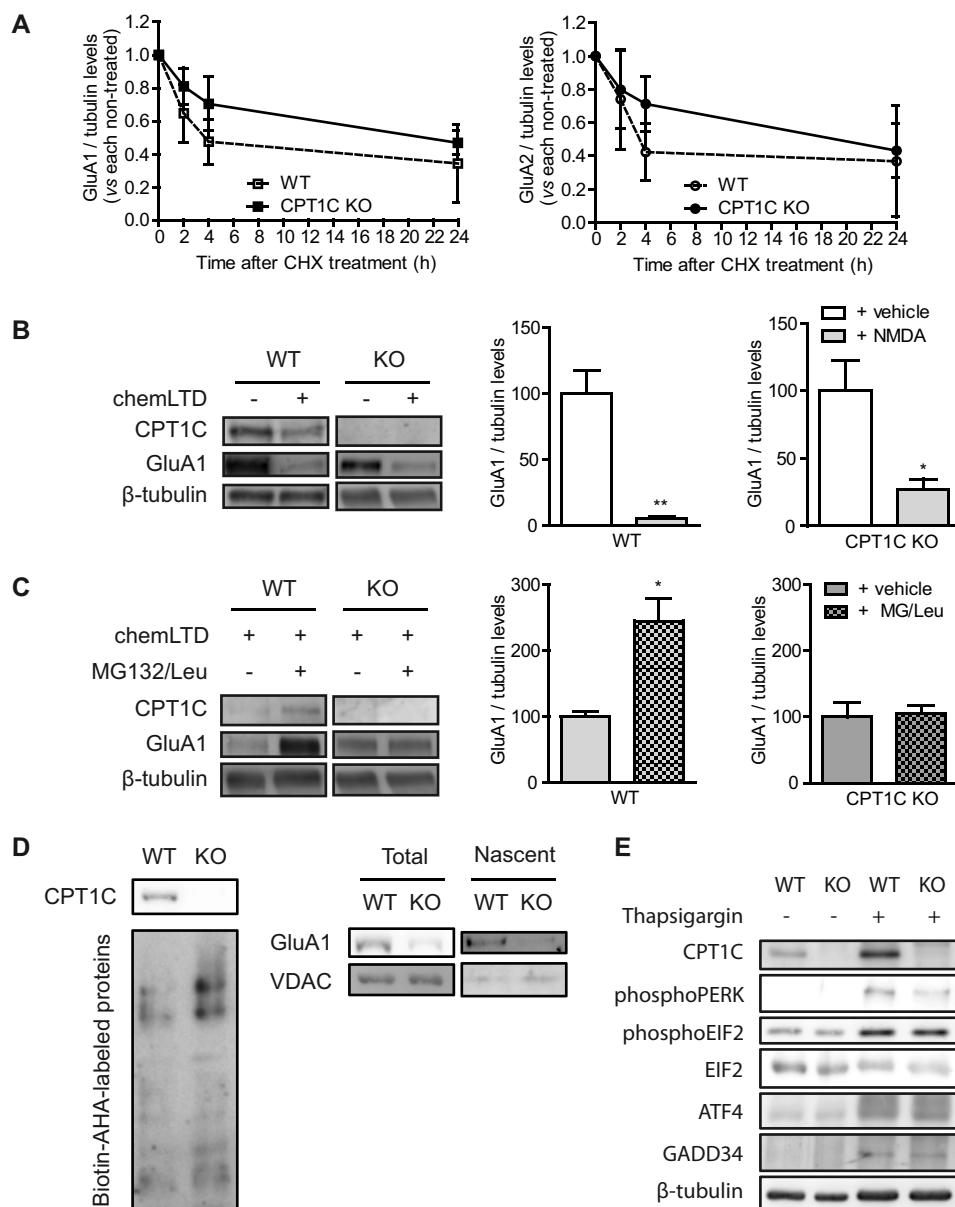 A
GluA1 / tubulin levels
(vs each non-treated)
1.2
1.0
0.8
0.6
0.4
0.2
0.0
WT
CPT1C KO
0 2 4 6 8 10 12 14 16 18 20 22 24
Time after CHX treatment (h)
GluA2 / tubulin levels
(vs each non-treated)
1.2
1.0
0.8
0.6
0.4
0.2
0.0
WT
CPT1C KO
0 2 4 6 8 10 12 14 16 18 20 22 24
Time after CHX treatment (h)
B
WT KO
chemLTD - + - +
CPT1C
GluA1
β-tubulin
GluA1 / tubulin levels
150
100
50
0
**
WT
GluA1 / tubulin levels
150
100
50
0
+ vehicle
+ NMDA
*
CPT1C KO
C
WT KO
chemLTD + + + +
MG132/Leu - + - +
CPT1C
GluA1
β-tubulin
GluA1 / tubulin levels
300
200
100
0
*
WT
GluA1 / tubulin levels
300
200
100
0
+ vehicle
+ MG/Leu
CPT1C KO
D
WT KO
CPT1C
Biotin-AHA-labeled proteins
Total Nascent
WT KO WT KO
GluA1
VDAC
E
WT KO WT KO
Thapsigargin - - + +
CPT1C
phosphoPERK
phosphoEIF2
EIF2
ATF4
GADD34
β-tubulin